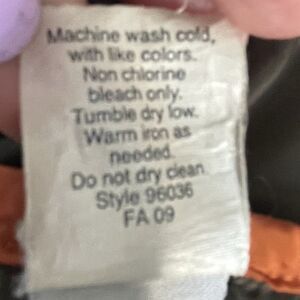 Machine wash cold,
with like colors.
Non chlorine
bleach only.
Tumble dry low.
Warm iron as
needed.
Do not dry clean
Style 96036
FA 09